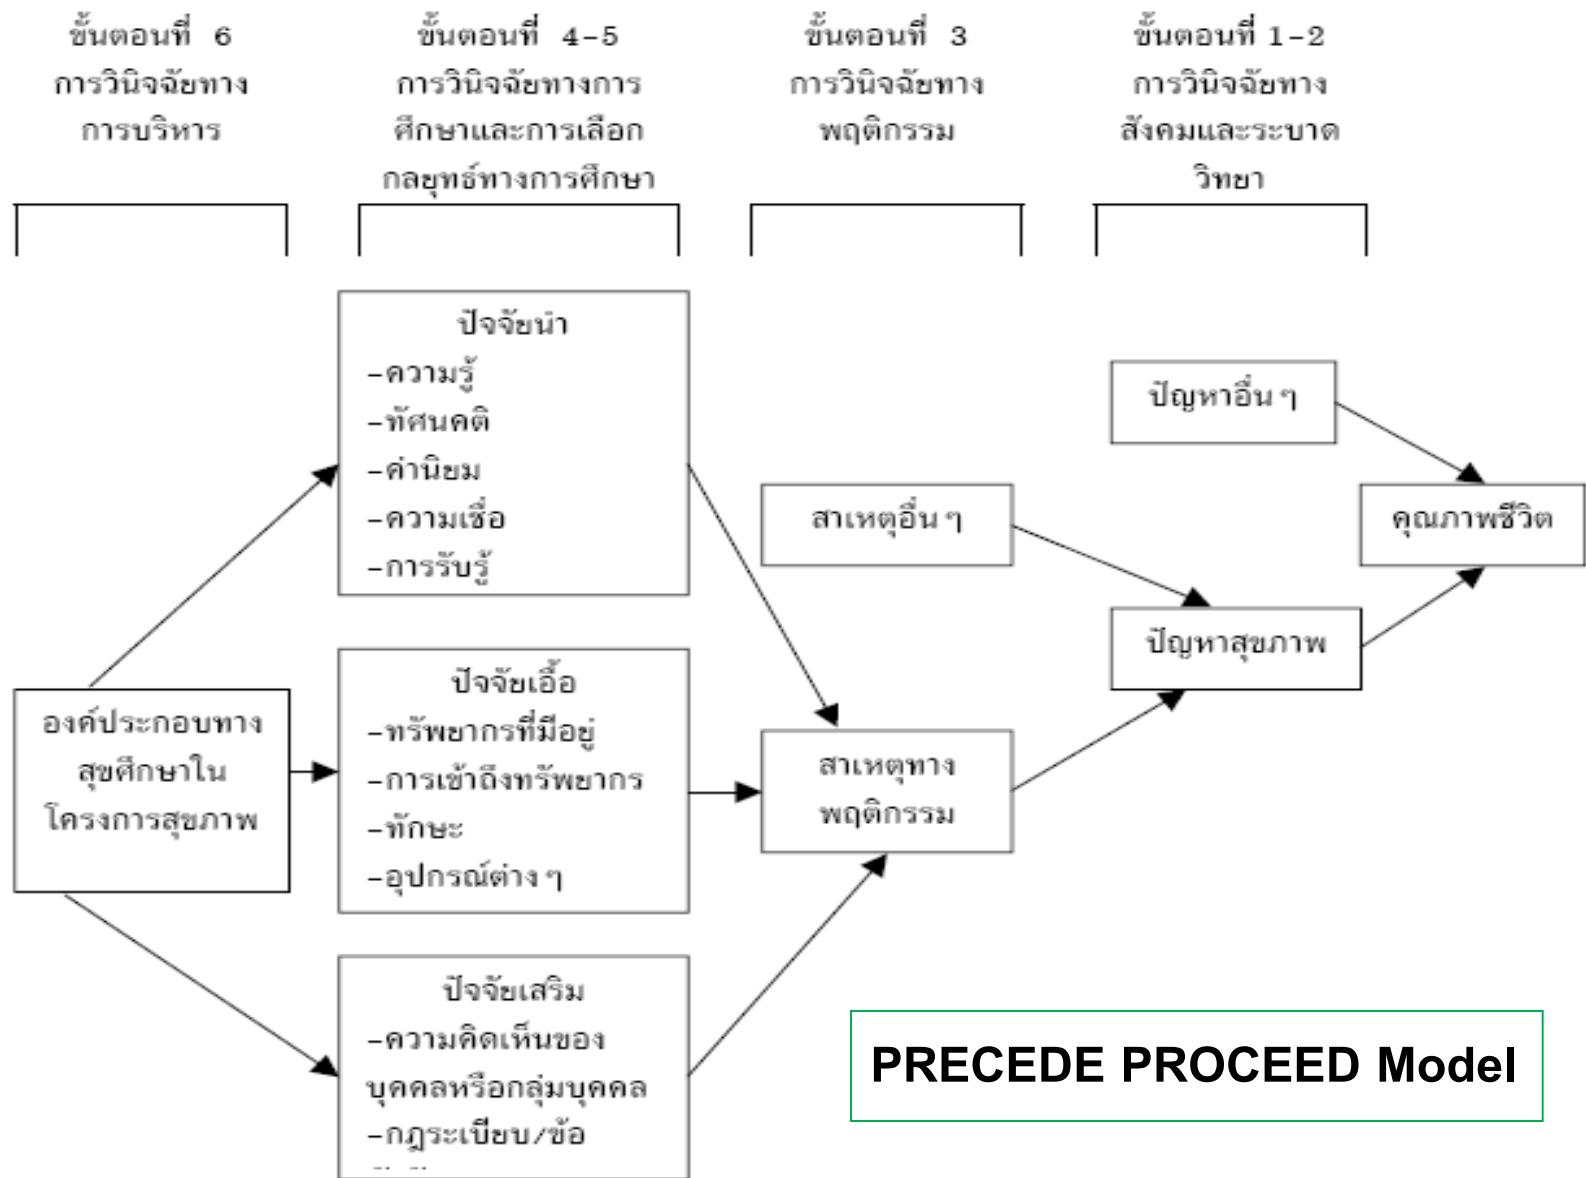 ขั้นตอนที่ 6
การวินิจฉัยทาง
การบริหาร
ขั้นตอนที่ 4-5
การวินิจฉัยทางการ
ศึกษาและการเลือก
กลยุทธ์ทางการศึกษา
ขั้นตอนที่ 3
การวินิจฉัยทาง
พฤติกรรม
ขั้นตอนที่ 1-2
การวินิจฉัยทาง
สังคมและระบาด
วิทยา
องค์ประกอบทาง
สุขศึกษาใน
โครงการสุขภาพ
ปัจจัยนำ
-ความรู้
-ทัศนคติ
-ค่านิยม
-ความเชื่อ
-การรับรู้
ปัจจัยเอื้อ
-ทรัพยากรที่มีอยู่
-การเข้าถึงทรัพยากร
-ทักษะ
-อุปกรณ์ต่าง ๆ
ปัจจัยเสริม
-ความคิดเห็นของ
บุคคลหรือกลุ่มบุคคล
-กฎระเบียบ/ข้อ
สาเหตุอื่น ๆ
สาเหตุทาง
พฤติกรรม
ปัญหาอื่น ๆ
ปัญหาสุขภาพ
คุณภาพชีวิต
PRECEDE PROCEED Model